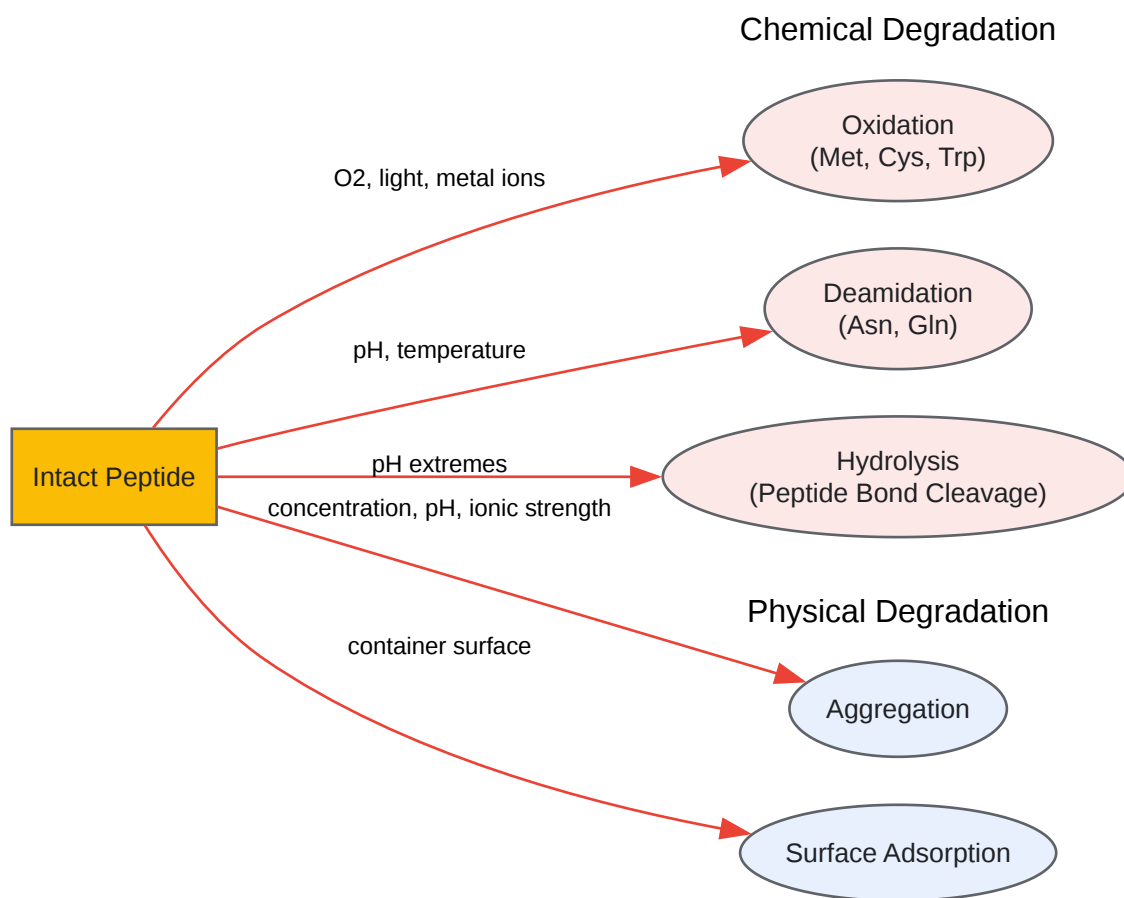 Chemical Degradation
Oxidation
(Met, Cys, Trp)
O2, light, metal ions
Deamidation
(Asn, Gln)
pH, temperature
Intact Peptide
pH extremes
Hydrolysis
(Peptide Bond Cleavage)
concentration, pH, ionic strength
Physical Degradation
container surface
Aggregation
Surface Adsorption